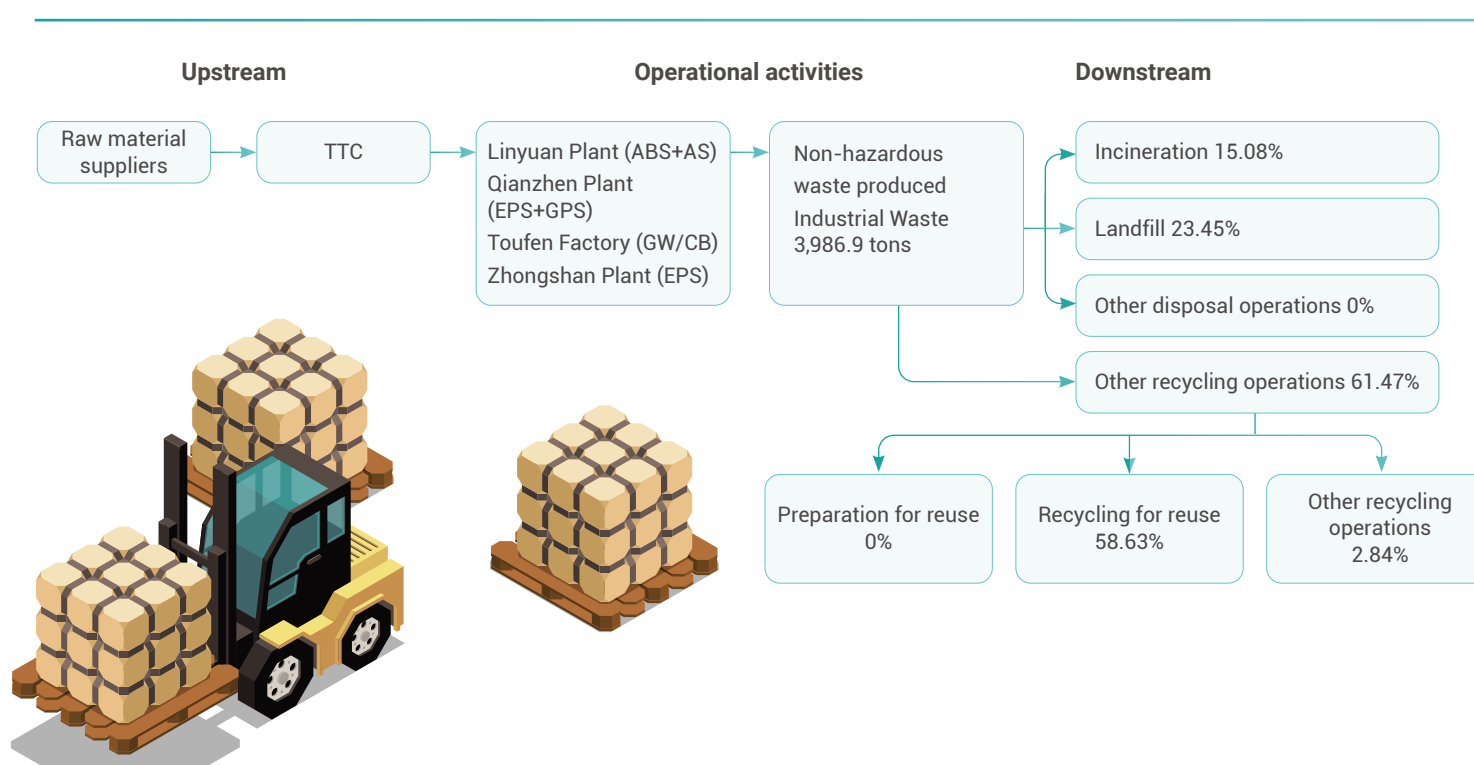 Upstream
Operational activities
Downstream
Raw material
suppliers
TTC
Linyuan Plant (ABS+AS)
Qianzhen Plant
(EPS+GPS)
Toufen Factory (GW/CB)
Zhongshan Plant (EPS)
Non-hazardous
waste produced
Industrial Waste
3,986.9 tons
Incineration 15.08%
Landfill 23.45%
Other disposal operations 0%
Other recycling operations 61.47%
Preparation for reuse
0%
Recycling for reuse
58.63%
Other recycling
operations
2.84%